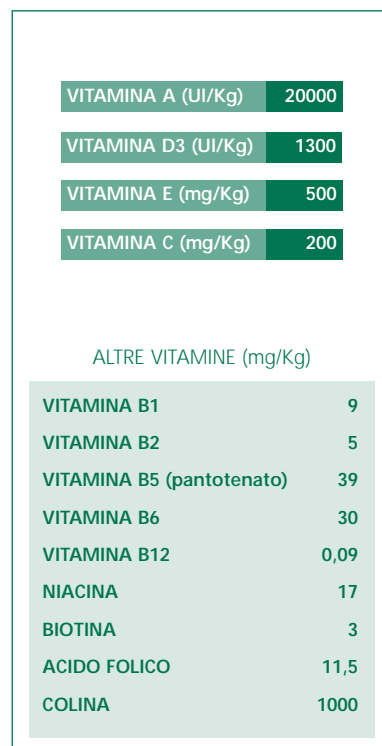 VITAMINA A (UI/Kg) 20000
VITAMINA D3 (UI/Kg) 1300
VITAMINA E (mg/Kg) 500
VITAMINA C (mg/Kg) 200
ALTRE VITAMINE (mg/Kg)
VITAMINA B1 9
VITAMINA B2 5
VITAMINA B5 (pantotenato) 39
VITAMINA B6 30
VITAMINA B12 0,09
NIACINA 17
BIOTINA 3
ACIDO FOLICO 11,5
COLINA 1000